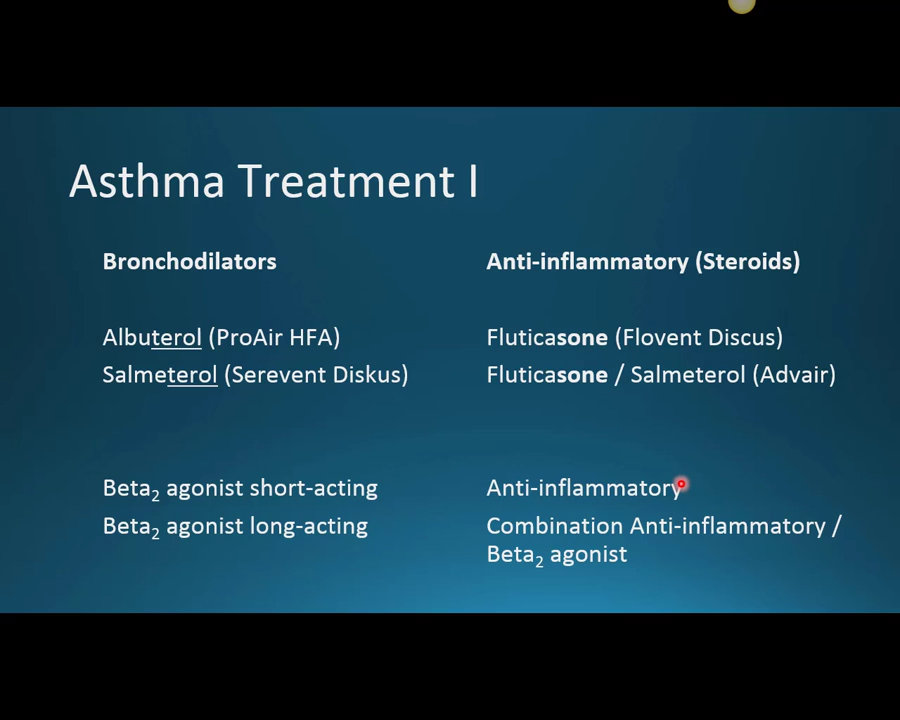 Asthma Treatment I
Bronchodilators
Albuterol (ProAir HFA)
Salmeterol (Serevent Diskus)
Beta2 agonist short-acting
Beta2 agonist long-acting
Anti-inflammatory (Steroids)
Fluticasone (Flovent Discus)
Fluticasone / Salmeterol (Advair)
Anti-inflammatory
Combination Anti-inflammatory /
Beta2 agonist